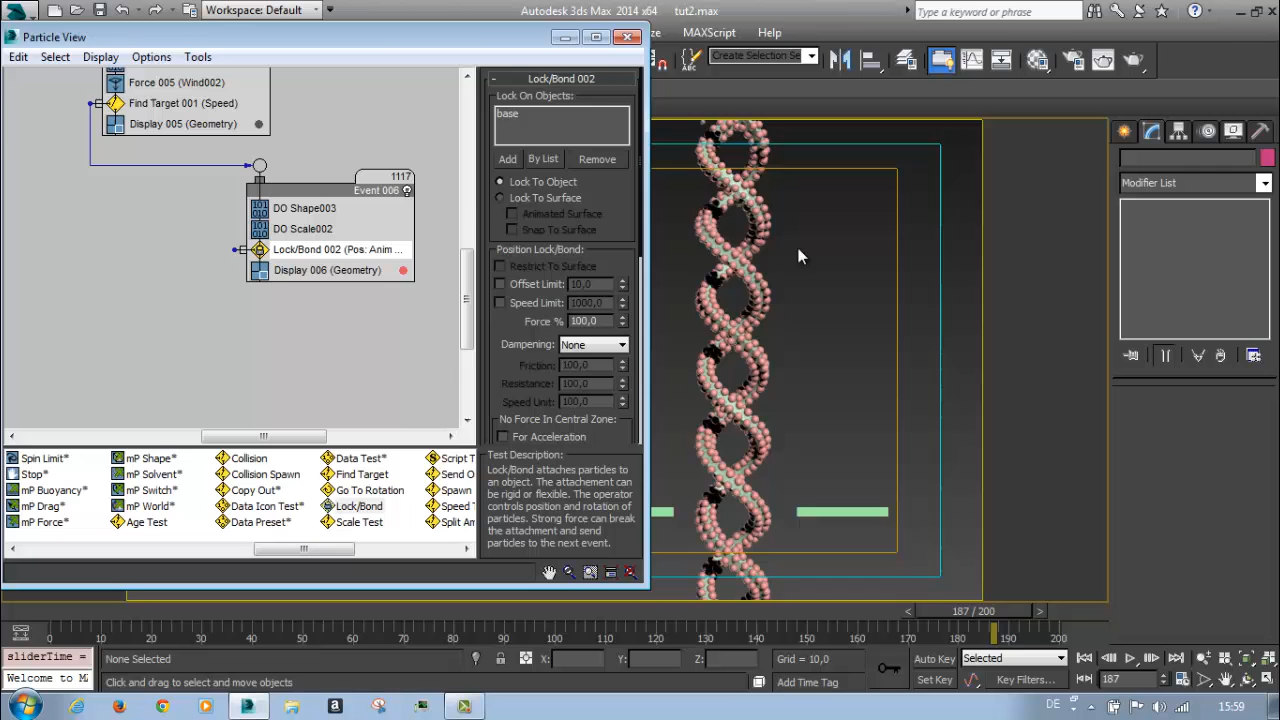 Workspace: Default
Autodesk 3ds Max 2014 x64    tut2.max
Type a keyword or phrase
Particle View
MAXScript
Help
Edit
Select
Display
Options
Tools
Create Selection Se
Force 005 (Wind002)
Find Target 001 (Speed)
Display 005 (Geometry)
1117
Event 006
DO Shape003
DO Scale002
Lock/Bond 002 (Pos: Anim ...
Display 006 (Geometry)
Lock/Bond 002
Lock On Objects:
base
Add
By List
Remove
Lock To Object
Lock To Surface
Animated Surface
Snap To Surface
Position Lock/Bond:
Restrict To Surface
Offset Limit: 10,0
Speed Limit: 1000,0
Force % 100,0
Dampening: None
Friction: 100,0
Resistance: 100,0
Speed Unit: 100,0
No Force In Central Zone:
For Acceleration
Test Description:
Lock/Bond attaches particles to
an object. The attachement can
be rigid or flexible. The operator
controls position and rotation of
particles. Strong force can break
the attachment and send
particles to the next event.
Modifier List
Spin Limit*
mP Shape*
Collision
Data Test*
Script T
Stop*
mP Solvent*
Collision Spawn
Find Target
Send O
mP Buoyancy*
mP Switch*
Copy Out*
Go To Rotation
Spawn
mP Drag*
mP World*
Data Icon Test*
Lock/Bond
Speed T
mP Force*
Age Test
Data Preset*
Scale Test
Split Am
187 / 200
0 10 20 30 40 50 60 70 80 90 100 110 120 130 140 150 160 170 180 190 200
sliderTime =
Welcome to M
None Selected
Click and drag to select and move objects
X:
Y:
Z:
Grid = 10,0
Add Time Tag
Auto Key
Selected
Set Key
Key Filters...
187
DE
15:59